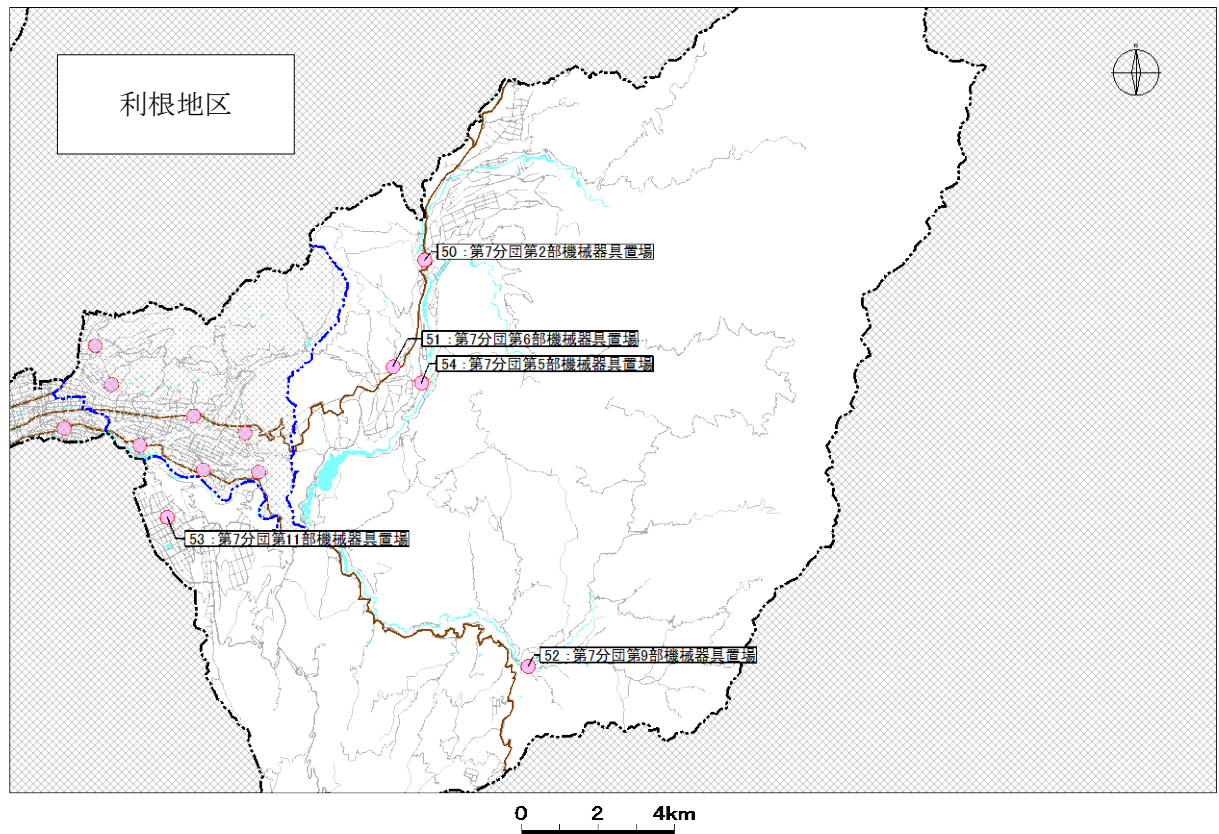 利根地区
N
50：第7分団第2部機械器具置場
51：第7分団第6部機械器具置場
54：第7分団第5部機械器具置場
53：第7分団第11部機械器具置場
52：第7分団第9部機械器具置場
0 2 4km